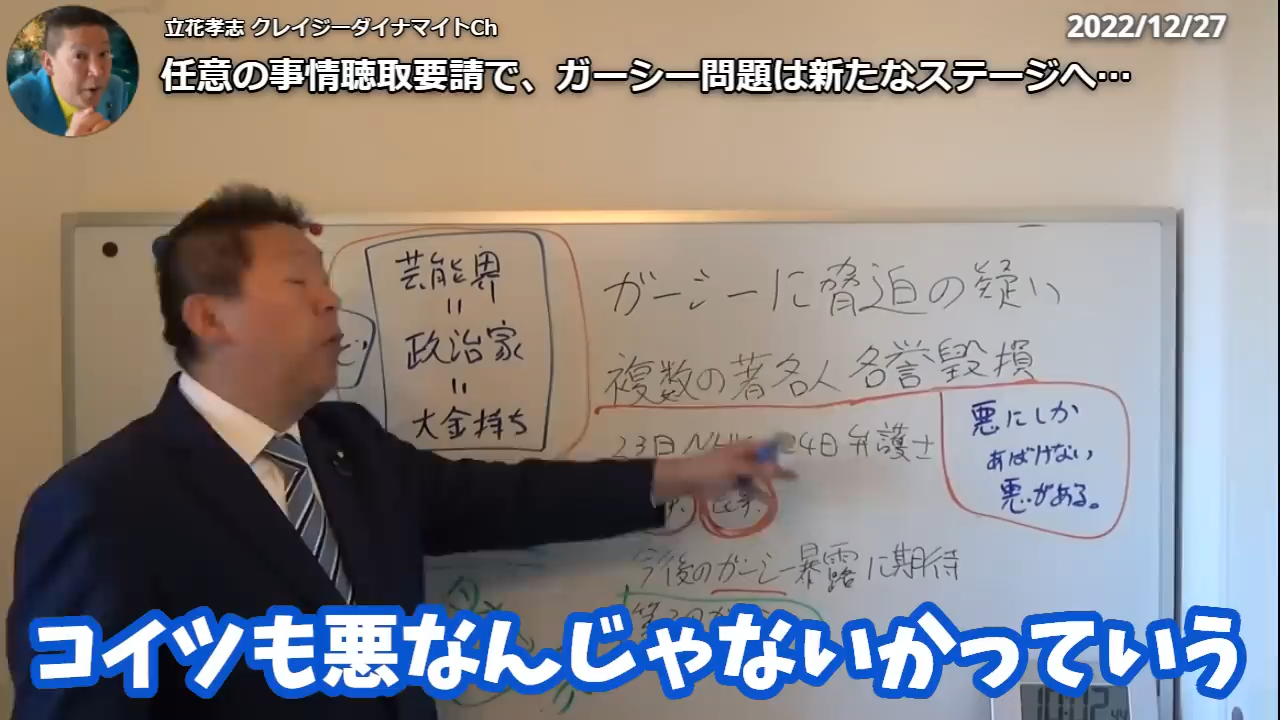 立花孝志 クレイジーダイナマイトCh
2022/12/27
任意の事情聴取要請で、ガーシー問題は新たなステージへ…
芸能界
=
政治家
=
大金持ち
ガーシーに脅迫の疑い
複数の著名人 名誉毀損
23日 24日 弁護士
悪にしか
あばけない
悪がある。
今後のガーシー暴露に期待
コイツも悪なんじゃないかっていう
10:02